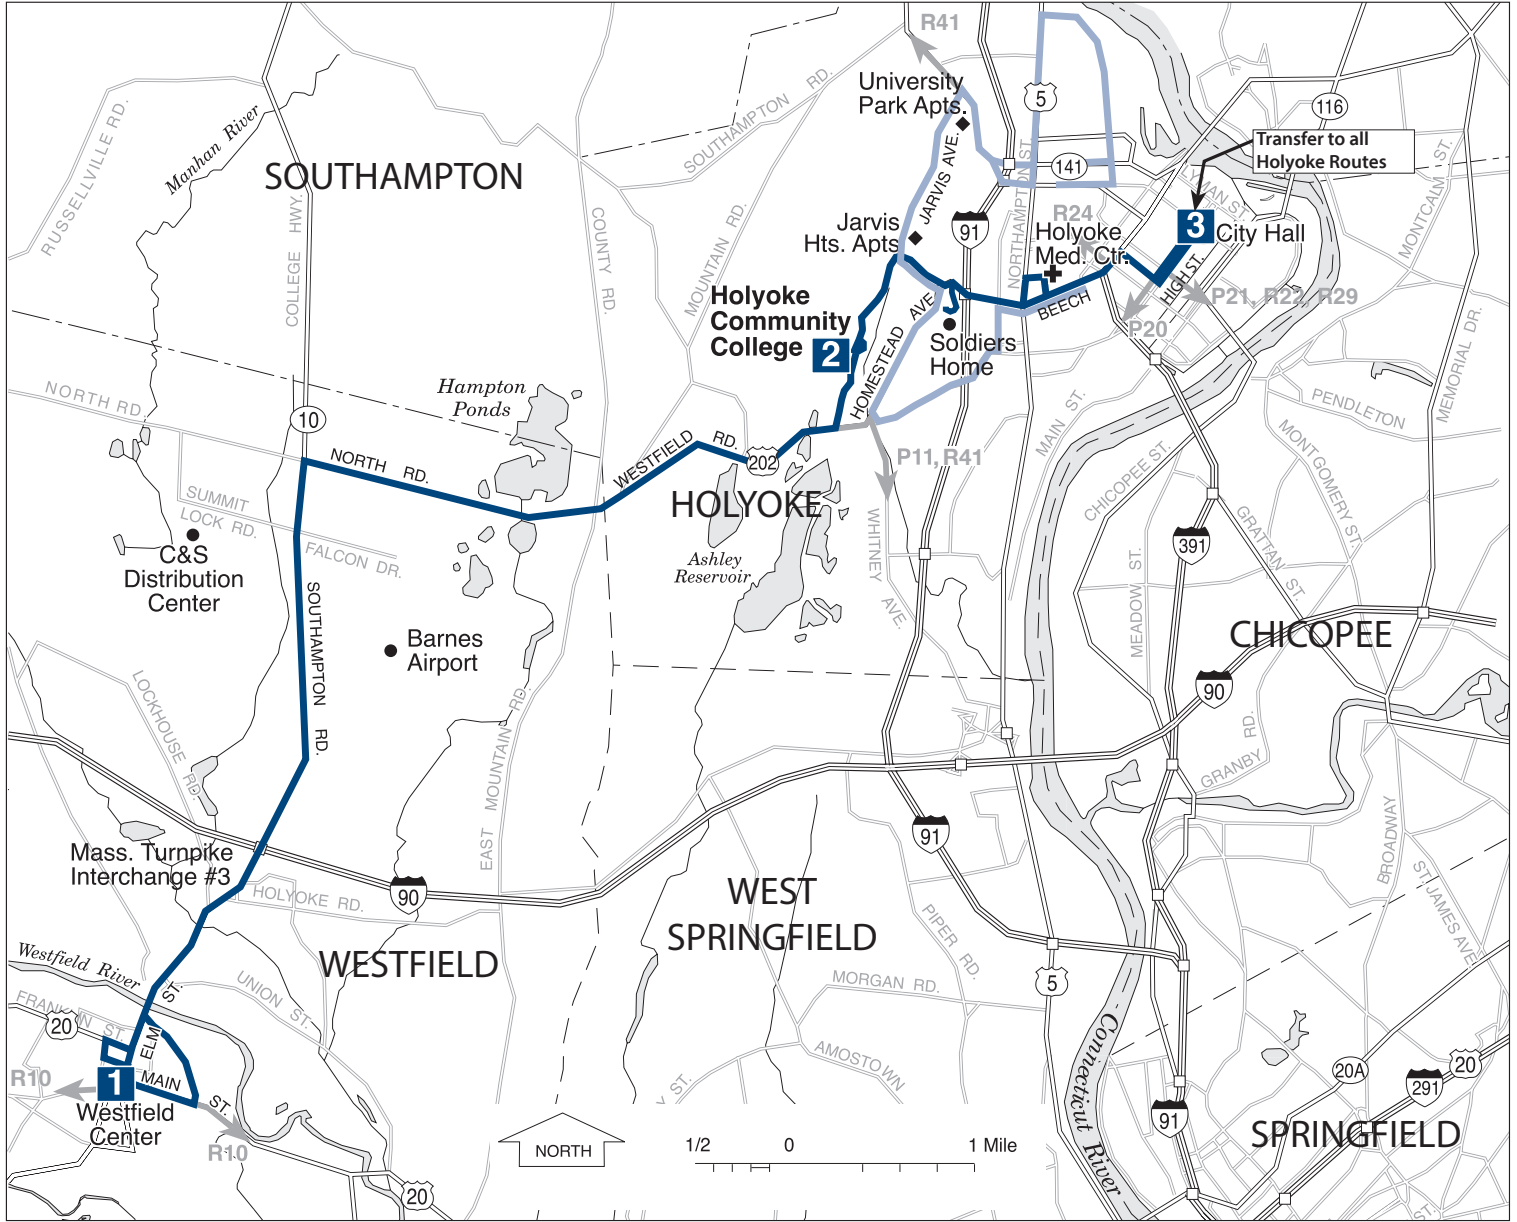 R41
University
Park Apts.
5
116
Transfer to all
Holyoke Routes
141
RUSSELLVILLE RD.
Manhan River
SOUTHAMPTON
SOUTHAMPTON RD.
COLLEGE HWY.
COUNTY RD.
MOUNTAIN RD.
JARVIS AVE.
Jarvis
Hts. Apts
91
NORTHAMPTON ST.
R24
Holyoke
Med. Ctr.
LYMAN ST.
3
City Hall
MONTCALM ST.
HIGH ST.
BEECH
P21, R22, R29
P20
Holyoke
Community
College
2
HOMESTEAD AVE
Soldiers
Home
MEMORIAL DR.
PENDLETON
NORTH RD.
Hampton
Ponds
10
NORTH RD.
WESTFIELD RD.
202
HOLYOKE
P11, R41
MAIN ST.
CHICOPEE ST.
MONTGOMERY ST.
SUMMIT
LOCK RD.
FALCON DR.
C&S
Distribution
Center
Ashley
Reservoir
WHITNEY AVE.
391
GRATTAN ST.
MEADOW ST.
CHICOPEE
SOUTHAMPTON RD.
Barnes
Airport
LOCKHOUSE RD.
EAST MOUNTAIN RD.
90
GRANBY RD.
91
BROADWAY
ST JAMES AVE
Mass. Turnpike
Interchange #3
HOLYOKE RD.
90
WEST
SPRINGFIELD
PIPER RD.
WESTFIELD
MORGAN RD.
5
Westfield River
UNION ST.
FRANKLIN ST.
20
ELM ST.
R10
1
MAIN ST.
Westfield
Center
R10
20
AMOSTOWN
Y ST.
Connecticut River
20A
20
291
91
SPRINGFIELD
NORTH
1/2 0 1 Mile
ST.